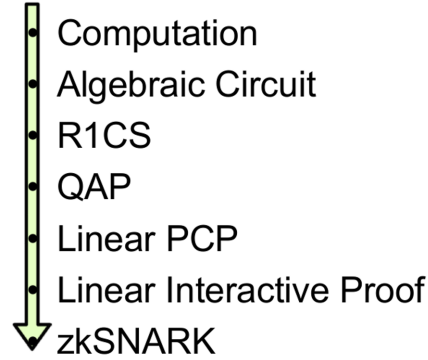 Computation
Algebraic Circuit
R1CS
QAP
Linear PCP
Linear Interactive Proof
zkSNARK